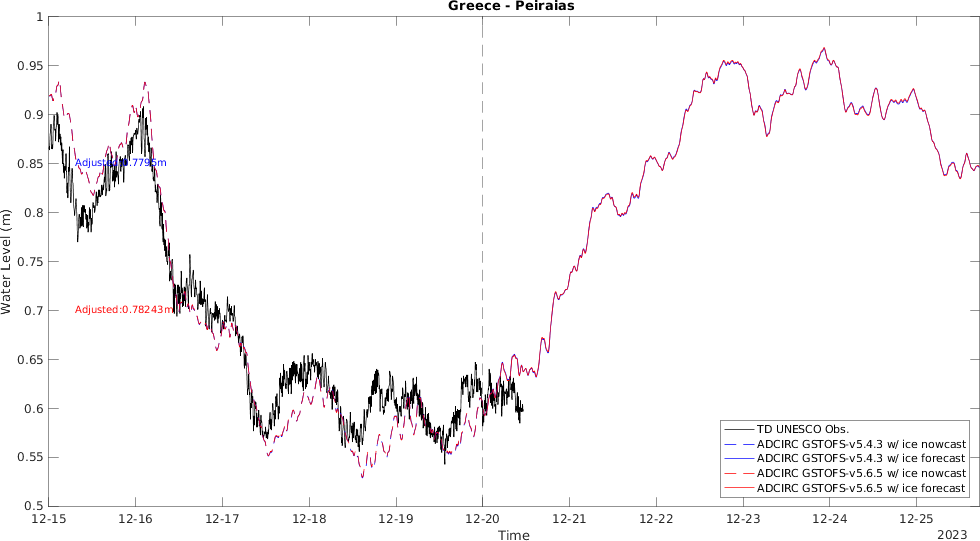 Greece - Peiraias
1
0.95
0.9
0.85
0.8
0.75
0.7
0.65
0.6
0.55
0.5
Water Level (m)
Adjusted:0.7795m
Adjusted:0.78243m
TD UNESCO Obs.
ADCIRC GSTOFS-v5.4.3 w/ ice nowcast
ADCIRC GSTOFS-v5.4.3 w/ ice forecast
ADCIRC GSTOFS-v5.6.5 w/ ice nowcast
ADCIRC GSTOFS-v5.6.5 w/ ice forecast
12-15 12-16 12-17 12-18 12-19 12-20 12-21 12-22 12-23 12-24 12-25
Time
2023